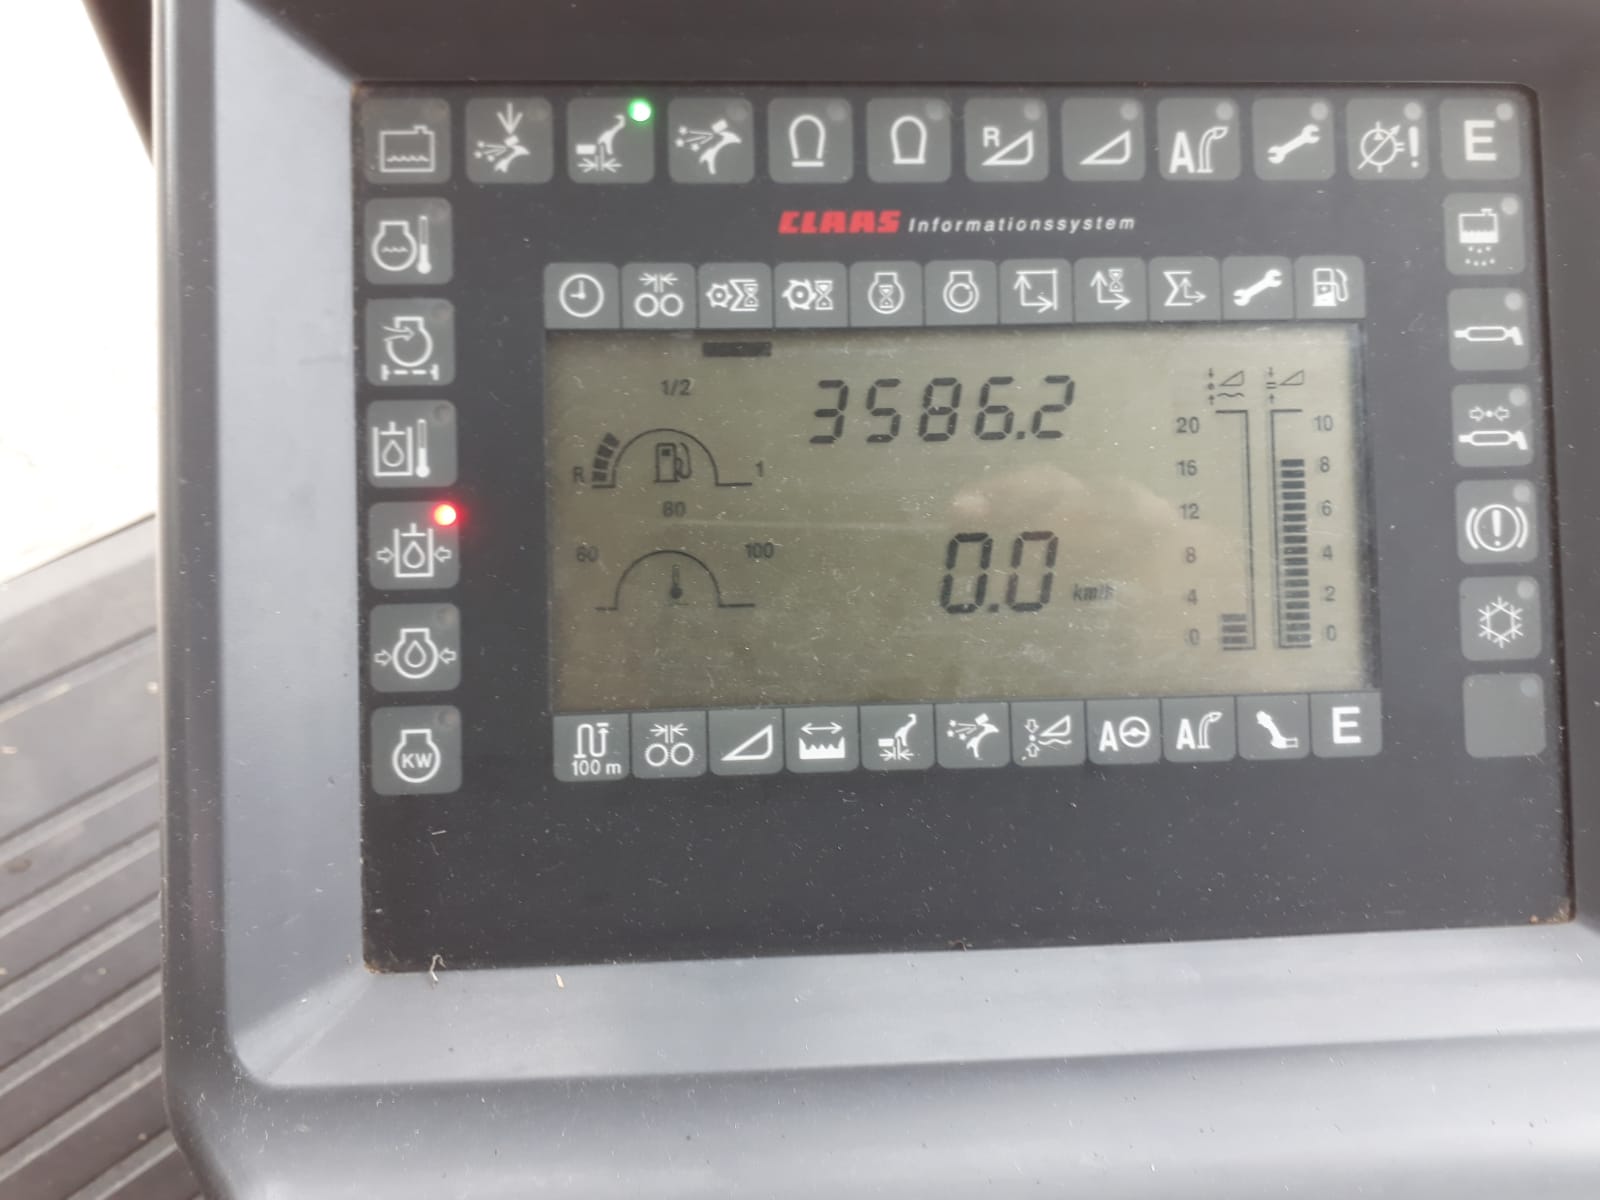 A E
CLAAS Informationssystem
R
1/2
3586.2
R 1
80
60 100
0.0 km/h
20 10
16 8
12 6
8 4
4 2
0 0
KW
100 m
A A E